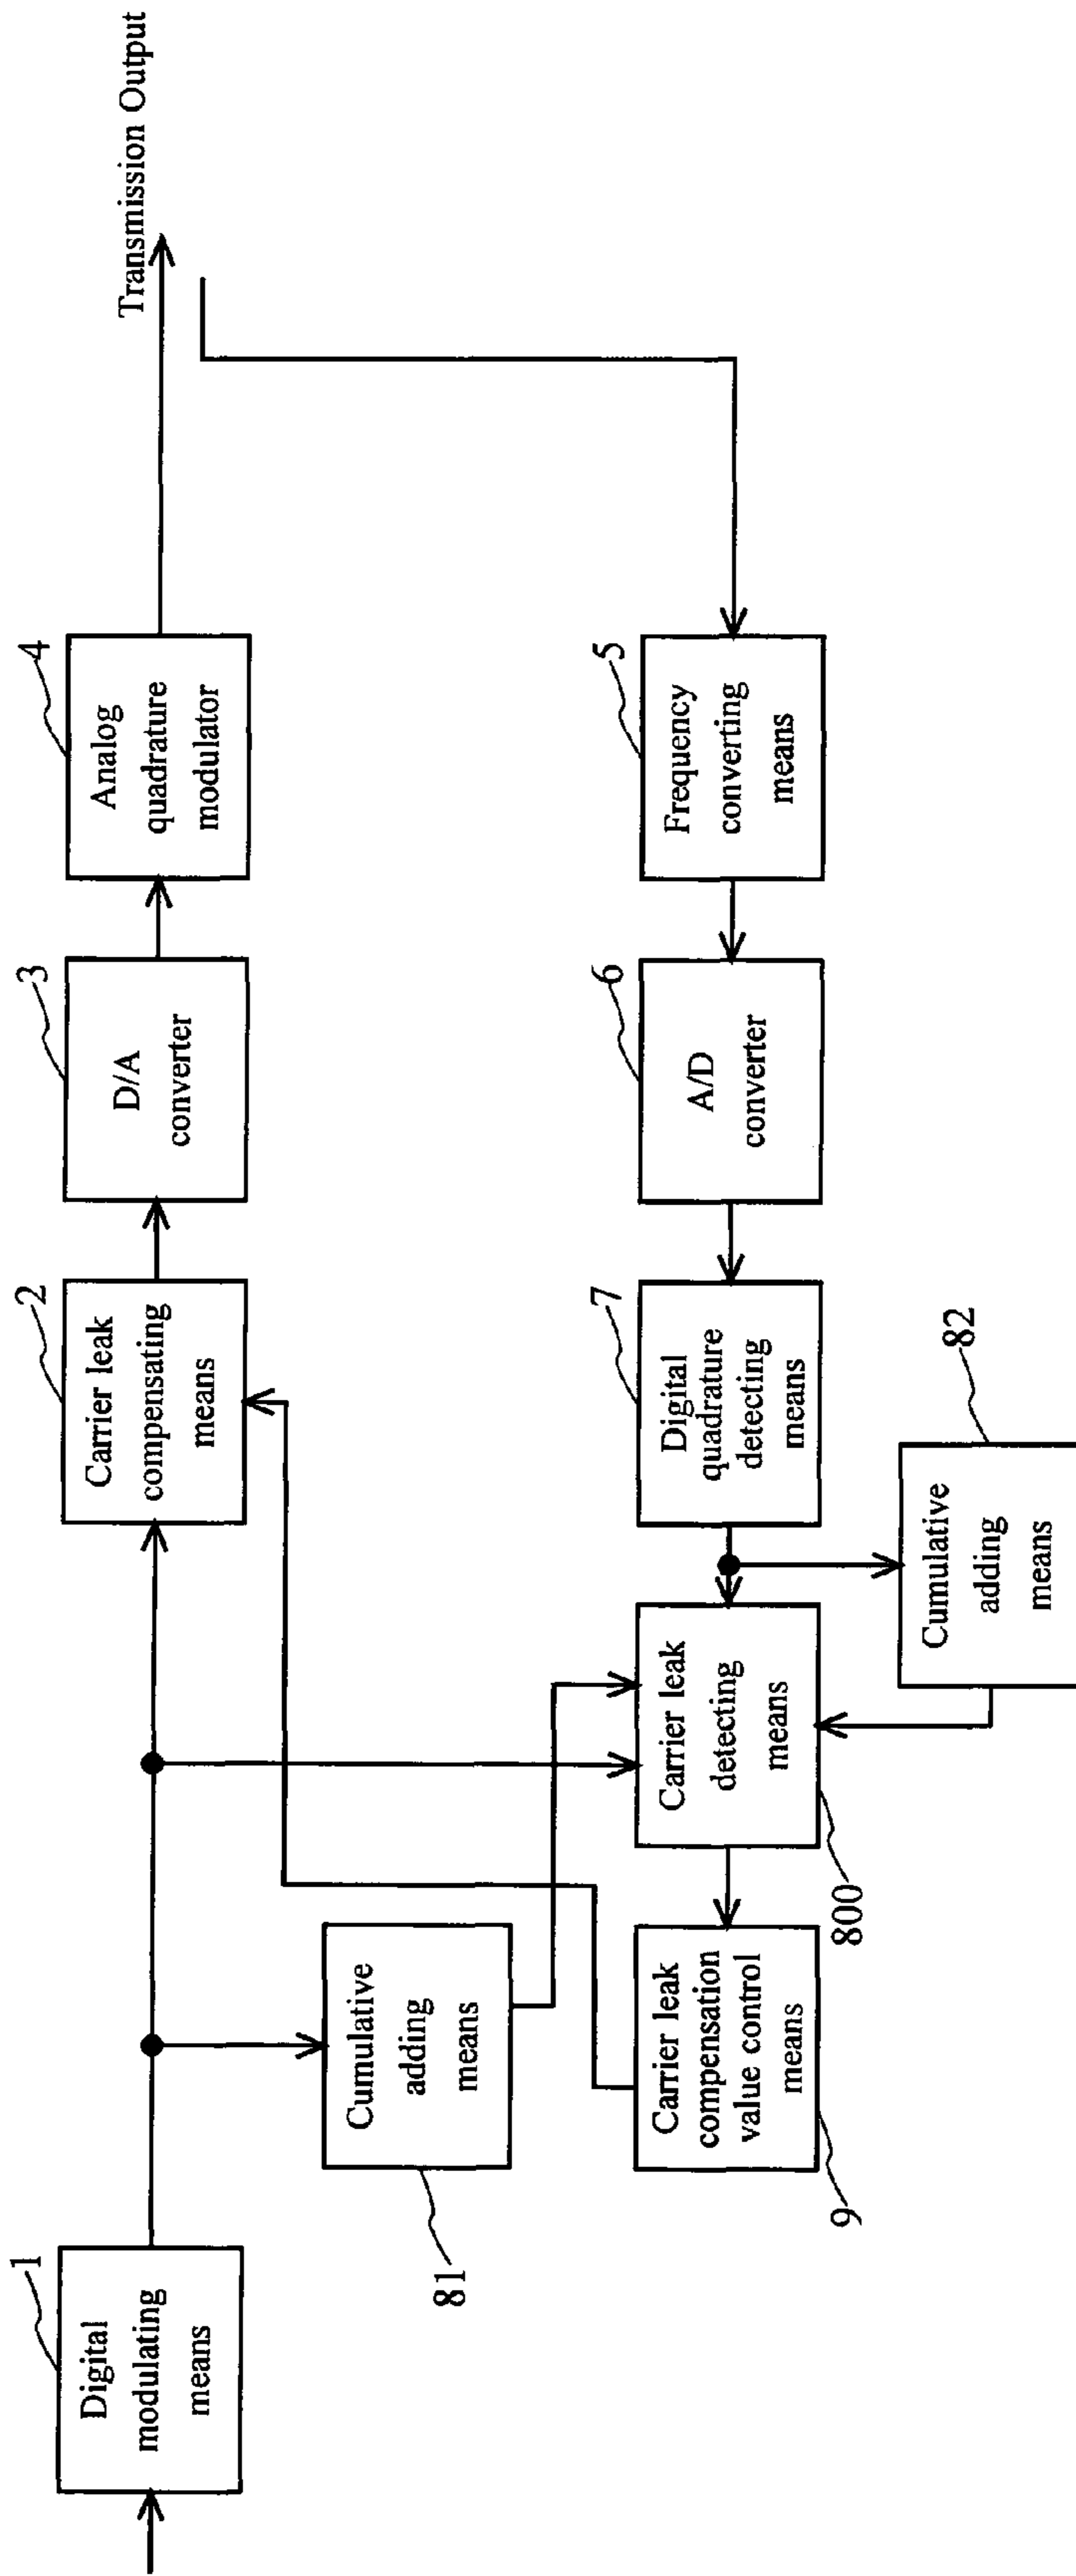 1
Digital
modulating
means
2
Carrier leak
compensating
means
3
D/A
converter
4
Analog
quadrature
modulator
Transmission Output
81
Cumulative
adding
means
9
Carrier leak
compensation
value control
means
800
Carrier leak
detecting
means
7
Digital
quadrature
detecting
means
6
A/D
converter
5
Frequency
converting
means
82
Cumulative
adding
means